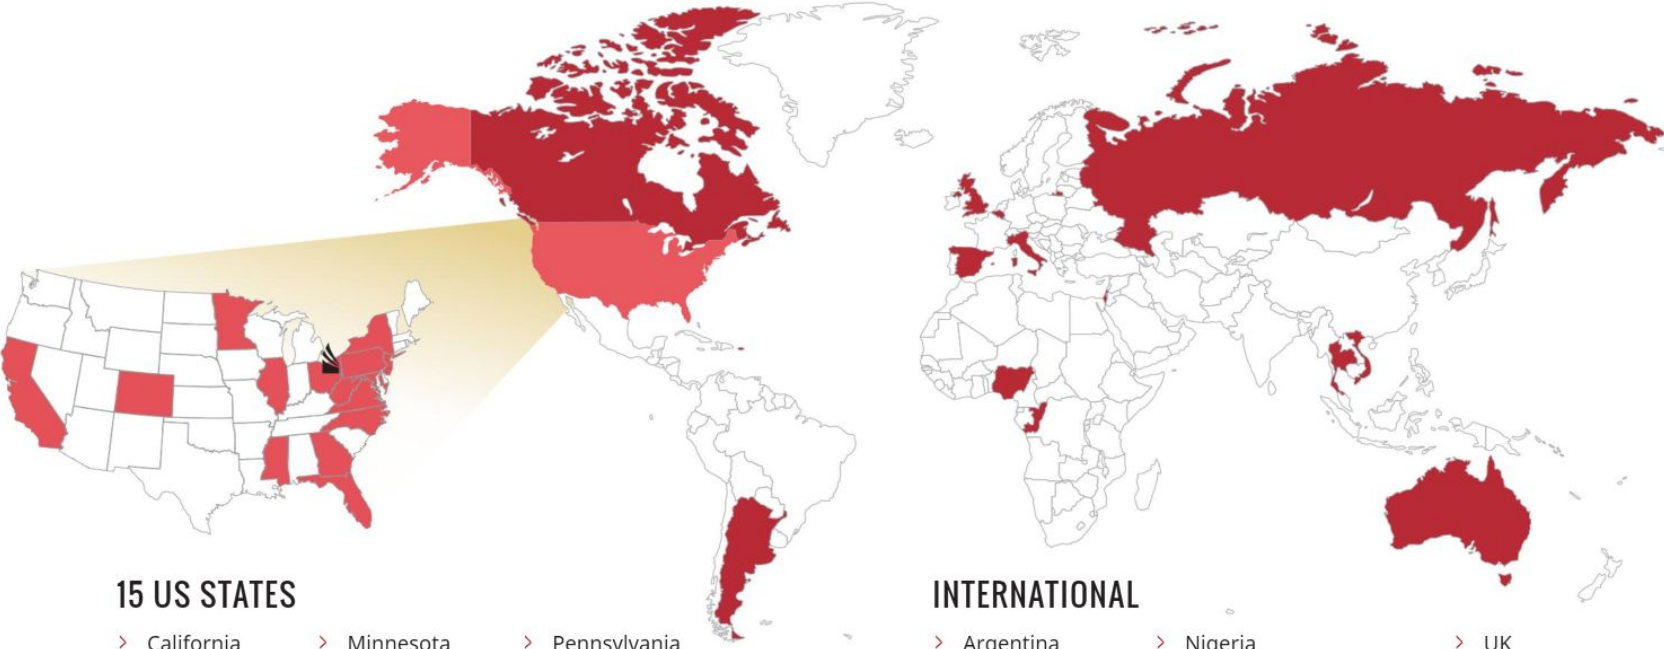 15 US STATES
> California > Minnesota > Pennsylvania
INTERNATIONAL
> Argentina > Nigeria > UK